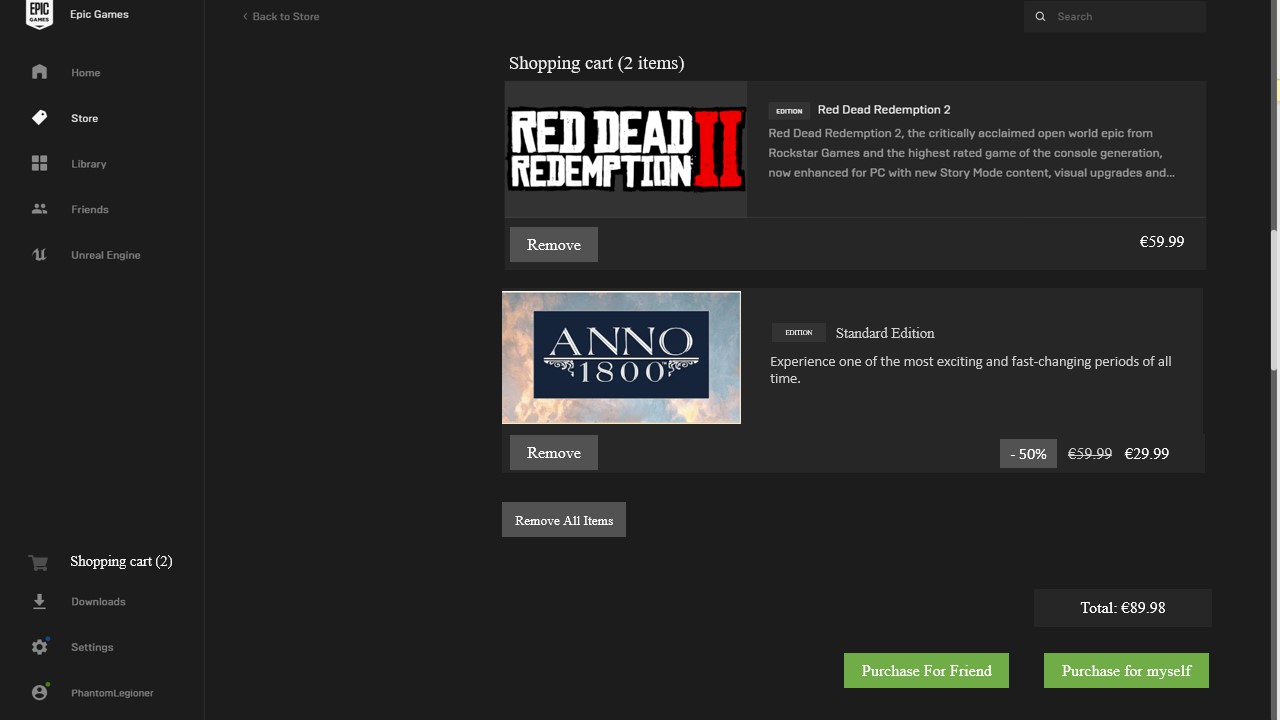 EPIC
GAMES
Epic Games
Home
Store
Library
Friends
Unreal Engine
Shopping cart (2)
Downloads
Settings
PhantomLegioner
< Back to Store
Search
Shopping cart (2 items)
RED DEAD
REDEMPTION II
EDITION Red Dead Redemption 2
Red Dead Redemption 2, the critically acclaimed open world epic from
Rockstar Games and the highest rated game of the console generation,
now enhanced for PC with new Story Mode content, visual upgrades and...
Remove
€59.99
ANNO
1800
EDITION Standard Edition
Experience one of the most exciting and fast-changing periods of all
time.
Remove
- 50% €59.99 €29.99
Remove All Items
Total: €89.98
Purchase For Friend
Purchase for myself